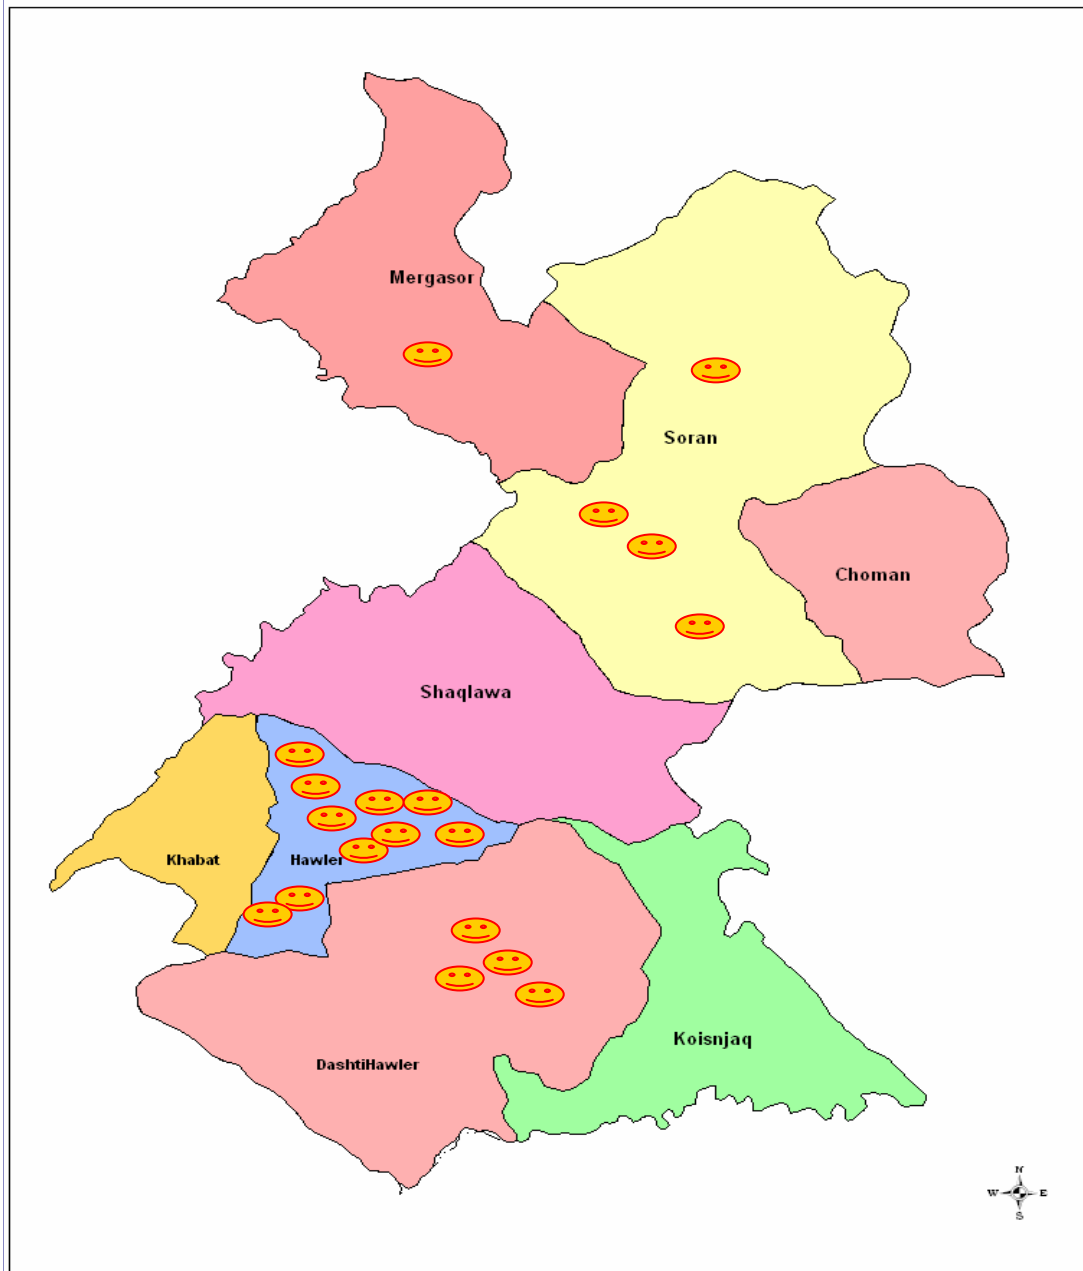 Mergasor
Soran
Choman
Shaqlawa
Khabat
Hawler
Koisnjaq
DashtiHawler
N
W E
S